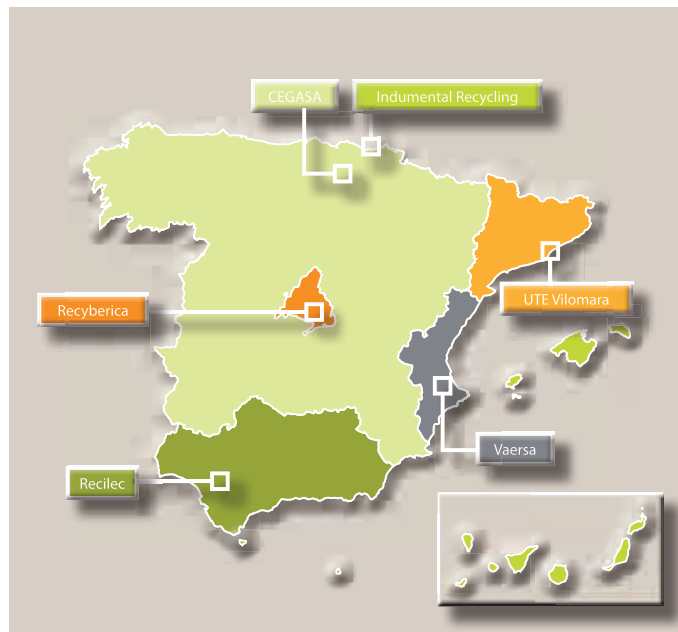 CEGASA
Indumental Recycling
UTE Vilomara
Recyberica
Vaersa
Recilec